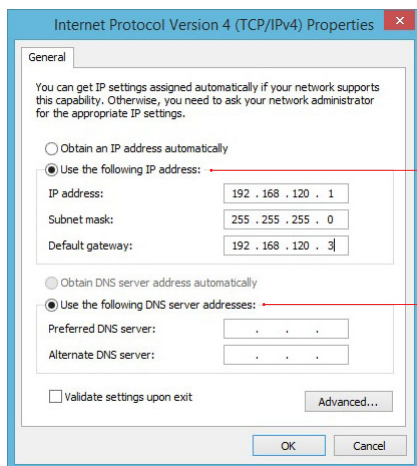 Internet Protocol Version 4 (TCP/IPv4) Properties
General
You can get IP settings assigned automatically if your network supports
this capability. Otherwise, you need to ask your network administrator
for the appropriate IP settings.
Obtain an IP address automatically
Use the following IP address:
IP address: 192 . 168 . 120 . 1
Subnet mask: 255 . 255 . 255 . 0
Default gateway: 192 . 168 . 120 . 3
Obtain DNS server address automatically
Use the following DNS server addresses:
Preferred DNS server: . . .
Alternate DNS server: . . .
Validate settings upon exit
Advanced...
OK Cancel